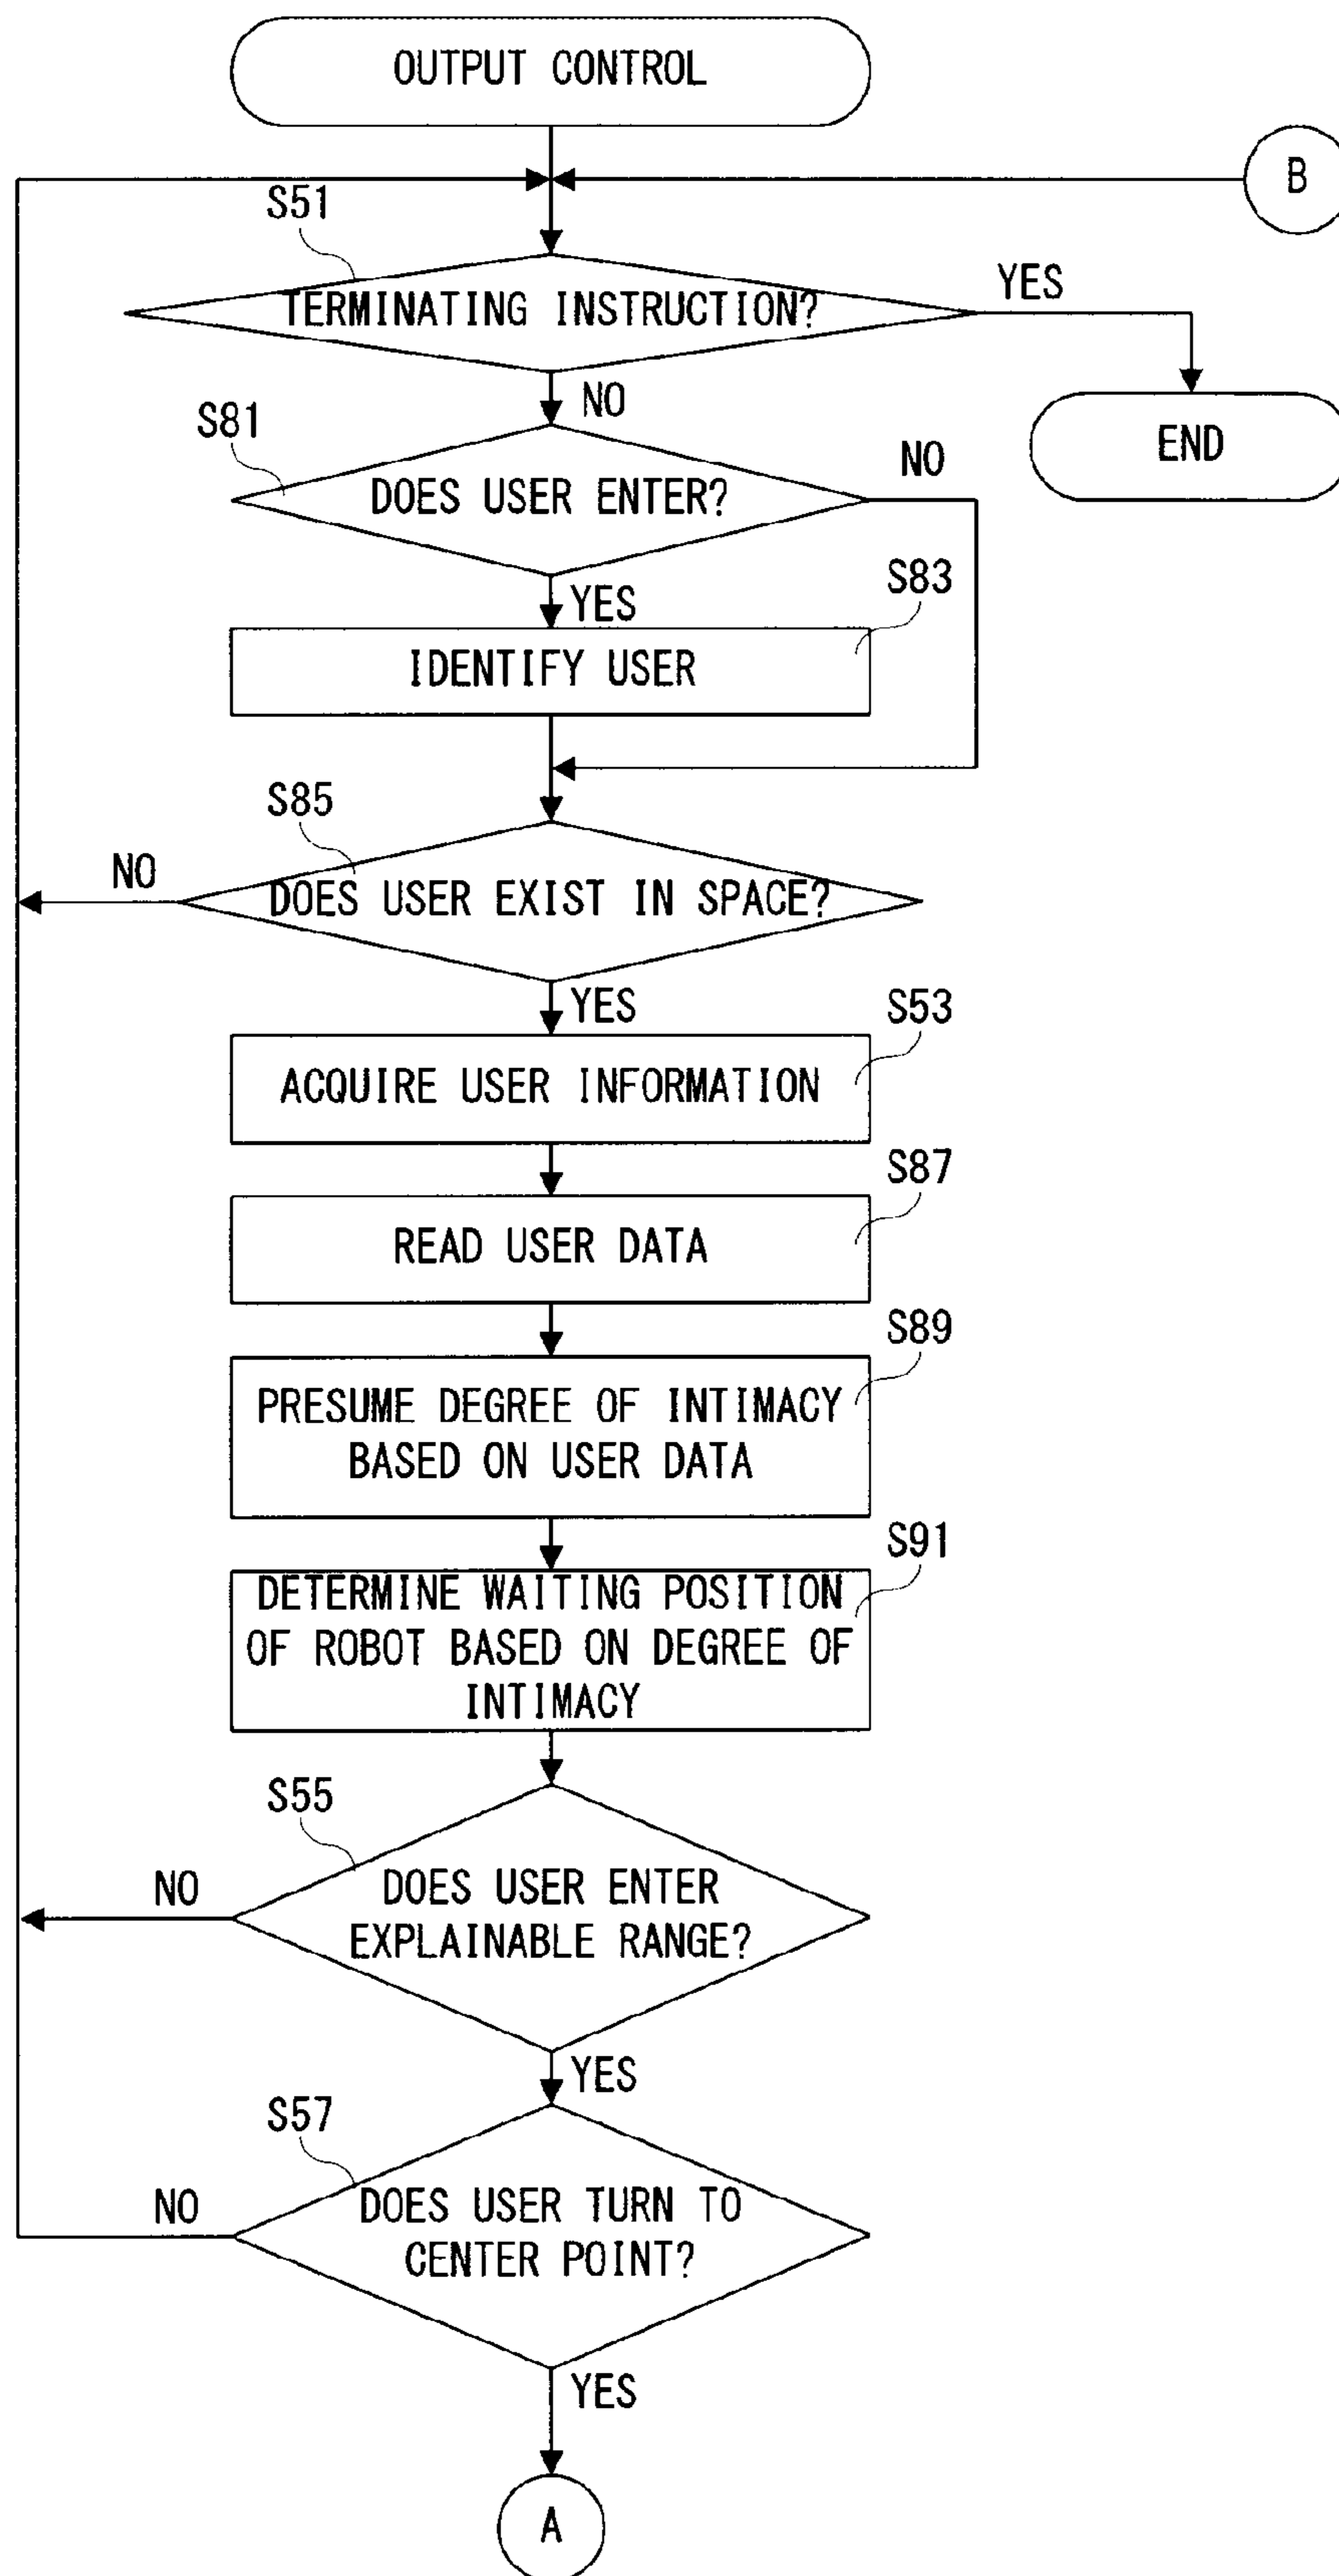 OUTPUT CONTROL
B
S51
TERMINATING INSTRUCTION?
YES
NO
END
S81
DOES USER ENTER?
NO
YES
S83
IDENTIFY USER
S85
NO
DOES USER EXIST IN SPACE?
YES
S53
ACQUIRE USER INFORMATION
S87
READ USER DATA
S89
PRESUME DEGREE OF INTIMACY
BASED ON USER DATA
S91
DETERMINE WAITING POSITION
OF ROBOT BASED ON DEGREE OF
INTIMACY
S55
NO
DOES USER ENTER
EXPLAINABLE RANGE?
YES
S57
NO
DOES USER TURN TO
CENTER POINT?
YES
A